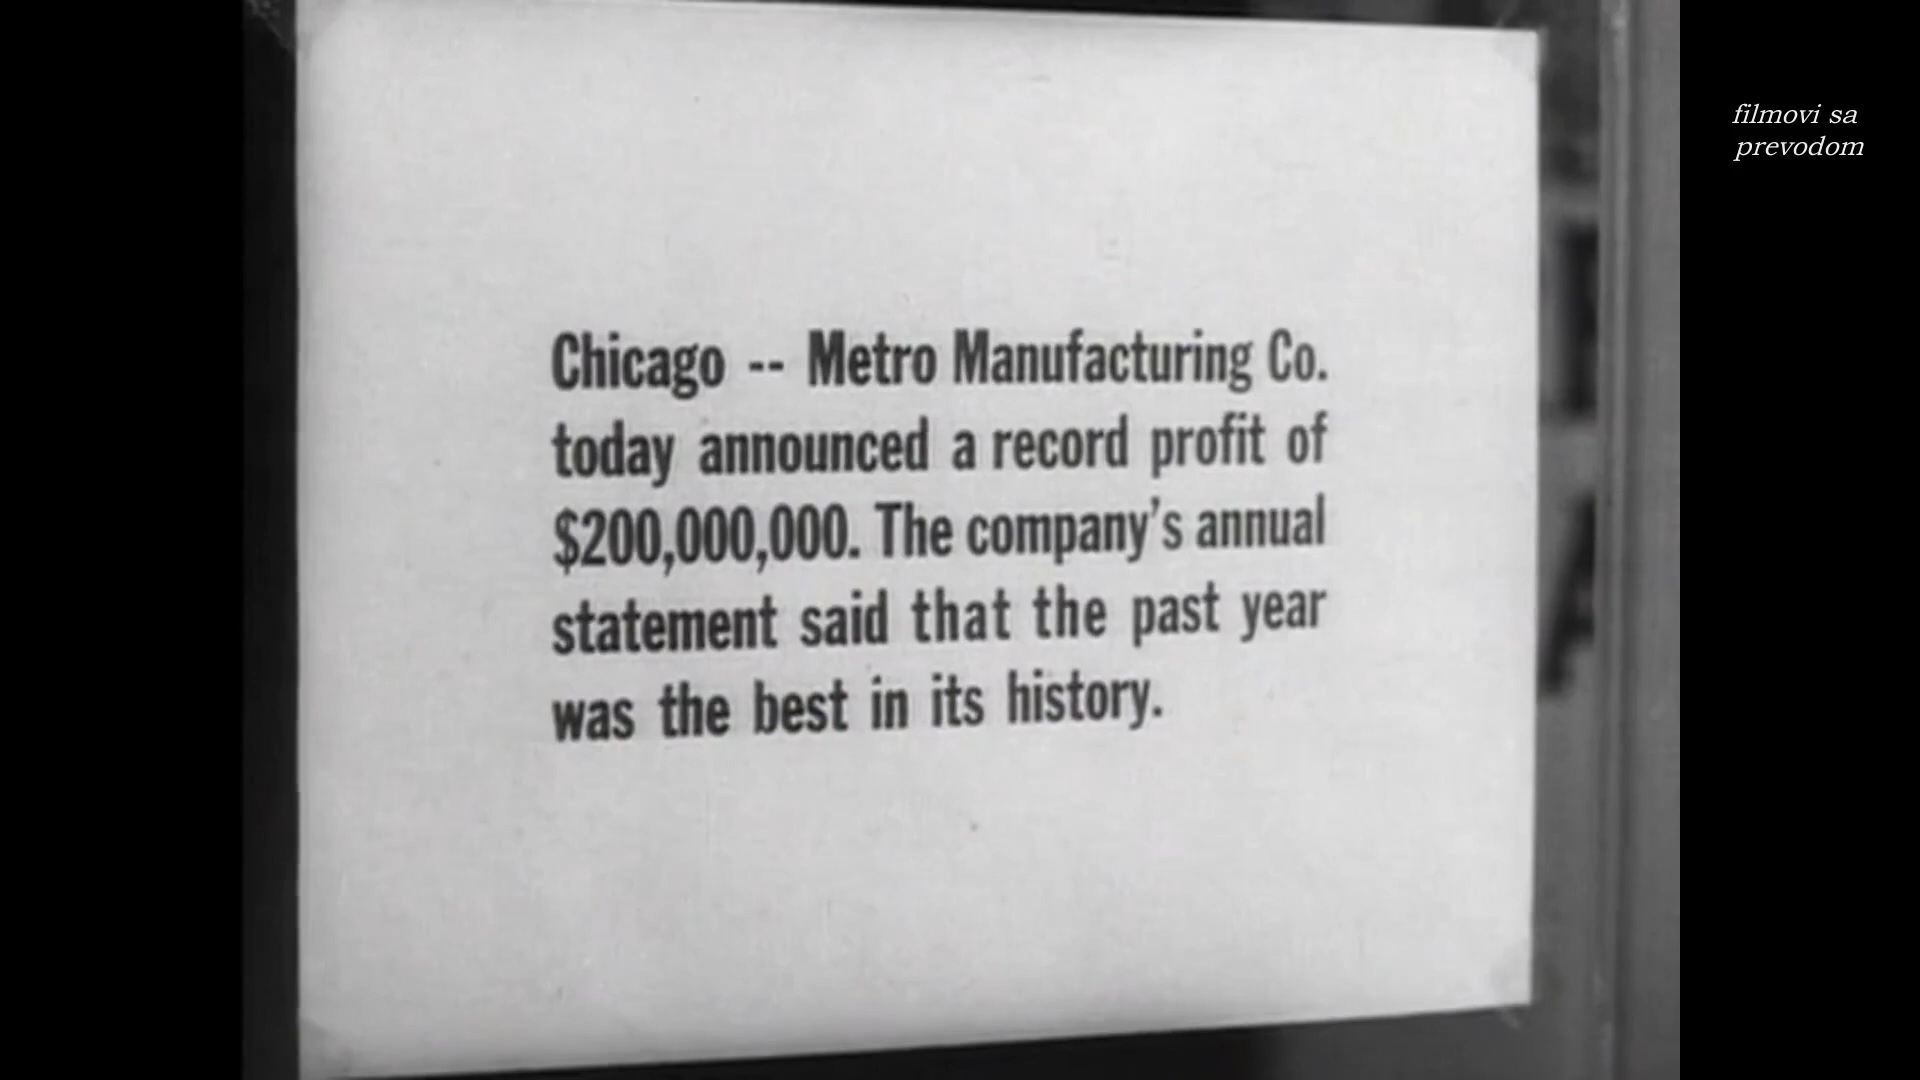 Chicago -- Metro Manufacturing Co.
today announced a record profit of
$200,000,000. The company's annual
statement said that the past year
was the best in its history.
filmovi sa
prevodom